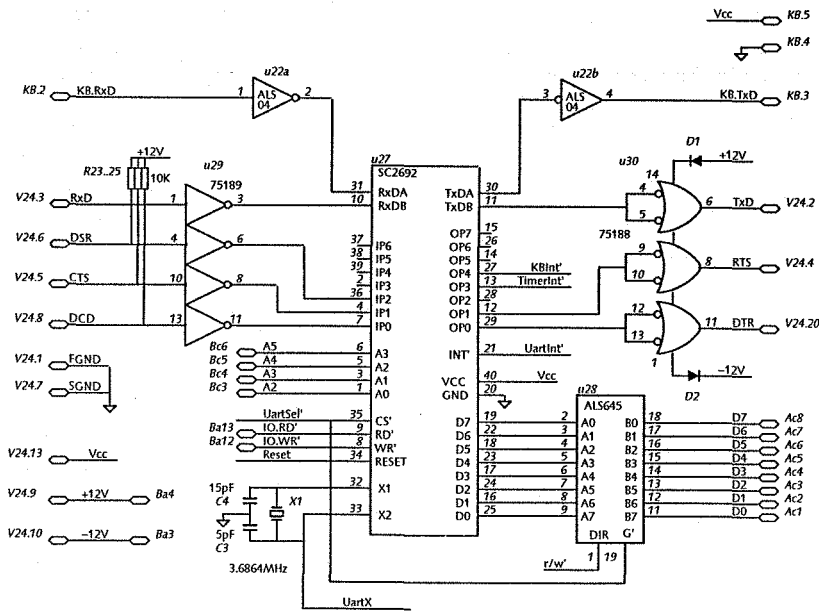 Vcc KB.5
KB.4
u22a u22b
KB.2 KB.RxD 1 ALS 04 2 3 ALS 04 4 KB.TxD KB.3
+12V u29 u27 u30 D1 +12V
R23..25 10K 75189 SC2692 14
V24.3 RxD 1 3 31 RxDA TxDA 30 4 6 TxD V24.2
10 RxDB TxDB 11 5
V24.6 DSR 4 6 37 IP6 OP7 15 75188
38 IP5 OP6 26
39 IP4 OP5 14 9
V24.5 CTS 10 8 2 IP3 OP4 27 KBInt' 10 8 RTS V24.4
36 IP2 OP3 13 TimerInt'
4 IP1 OP2 28
V24.8 DCD 13 11 7 IP0 OP1 12 12
OP0 29 13 11 DTR V24.20
V24.1 FGND Bc6 A5 6 A3 INT' 21 UartInt' 1
Bc5 A4 5 A2
V24.7 SGND Bc4 A3 3 A1 VCC 40 Vcc −12V
Bc3 A2 1 A0 GND 20 D2
u28
ALS645
UartSel' 35 CS' D7 19 2 A0 B0 18 D7 Ac8
Ba13 IO.RD' 9 RD' D6 22 3 A1 B1 17 D6 Ac7
Ba12 IO.WR' 8 WR' D5 18 4 A2 B2 16 D5 Ac6
V24.13 Vcc Reset 34 RESET D4 23 5 A3 B3 15 D4 Ac5
D3 17 6 A4 B4 14 D3 Ac4
15pF C4 X1 32 X1 D2 24 7 A5 B5 13 D2 Ac3
V24.9 +12V Ba4 D1 16 8 A6 B6 12 D1 Ac2
33 X2 D0 25 9 A7 B7 11 D0 Ac1
V24.10 −12V Ba3 5pF C3 DIR G'
3.6864MHz r/w' 1 19
UartX